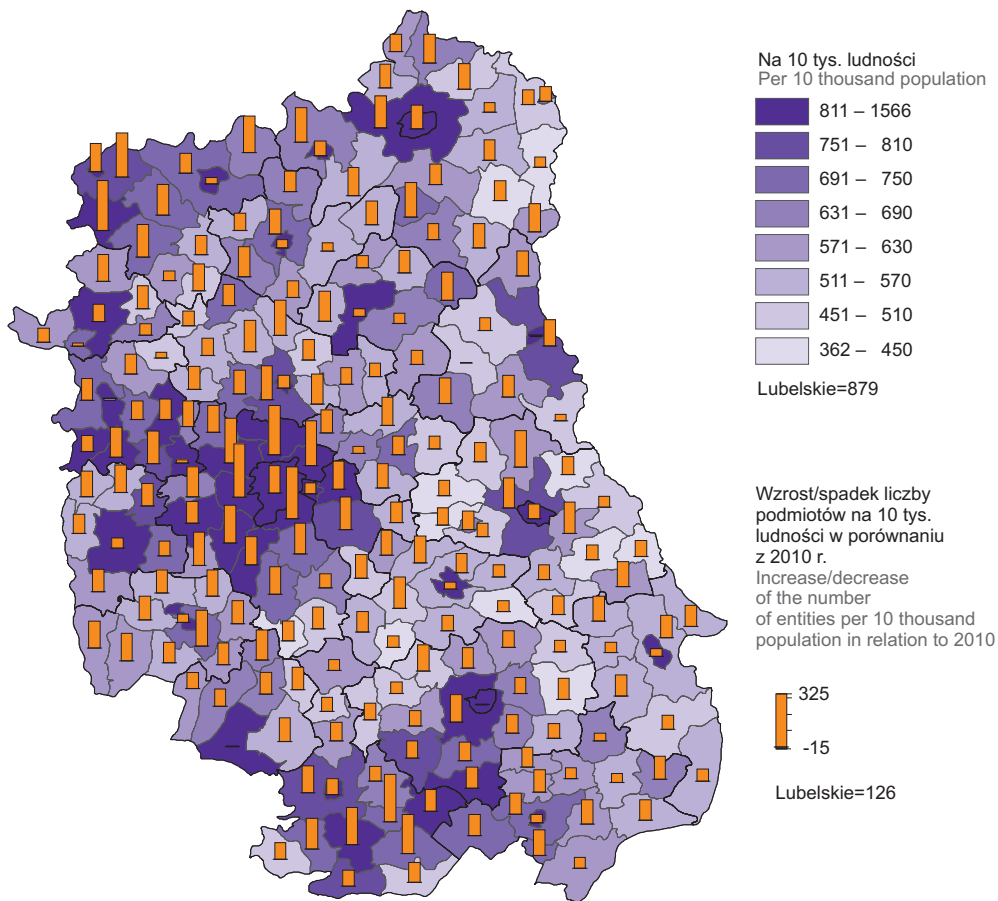 Na 10 tys. ludności
Per 10 thousand population
811 – 1566
751 – 810
691 – 750
631 – 690
571 – 630
511 – 570
451 – 510
362 – 450
Lubelskie=879
Wzrost/spadek liczby
podmiotów na 10 tys.
ludności w porównaniu
z 2010 r.
Increase/decrease
of the number
of entities per 10 thousand
population in relation to 2010
325
-15
Lubelskie=126